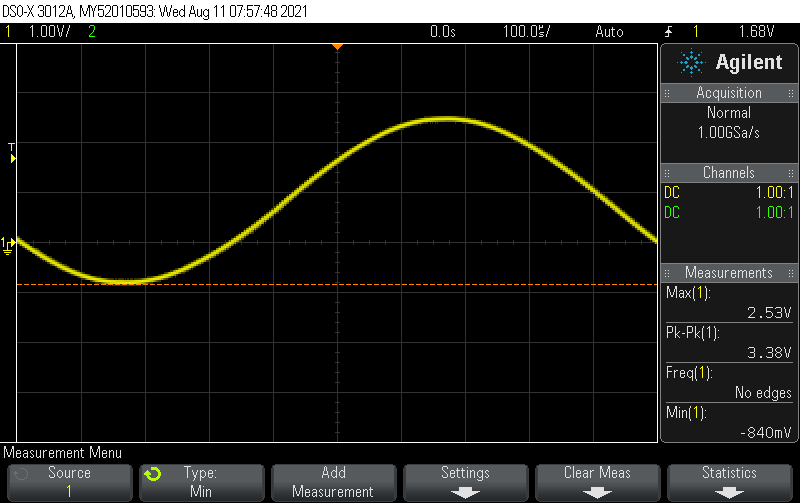 DSO-X 3012A, MY52010593: Wed Aug 11 07:57:48 2021
1 1.00V/ 2 0.0s 100.0s/ Auto 1 1.68V
Agilent
Acquisition
Normal
1.00GSa/s
Channels
DC 1.00:1
DC 1.00:1
Measurements
Max(1):
2.53V
Pk-Pk(1):
3.38V
Freq(1):
No edges
Min(1):
-840mV
T
1
Measurement Menu
Source
1
Type:
Min
Add
Measurement
Settings
Clear Meas
Statistics